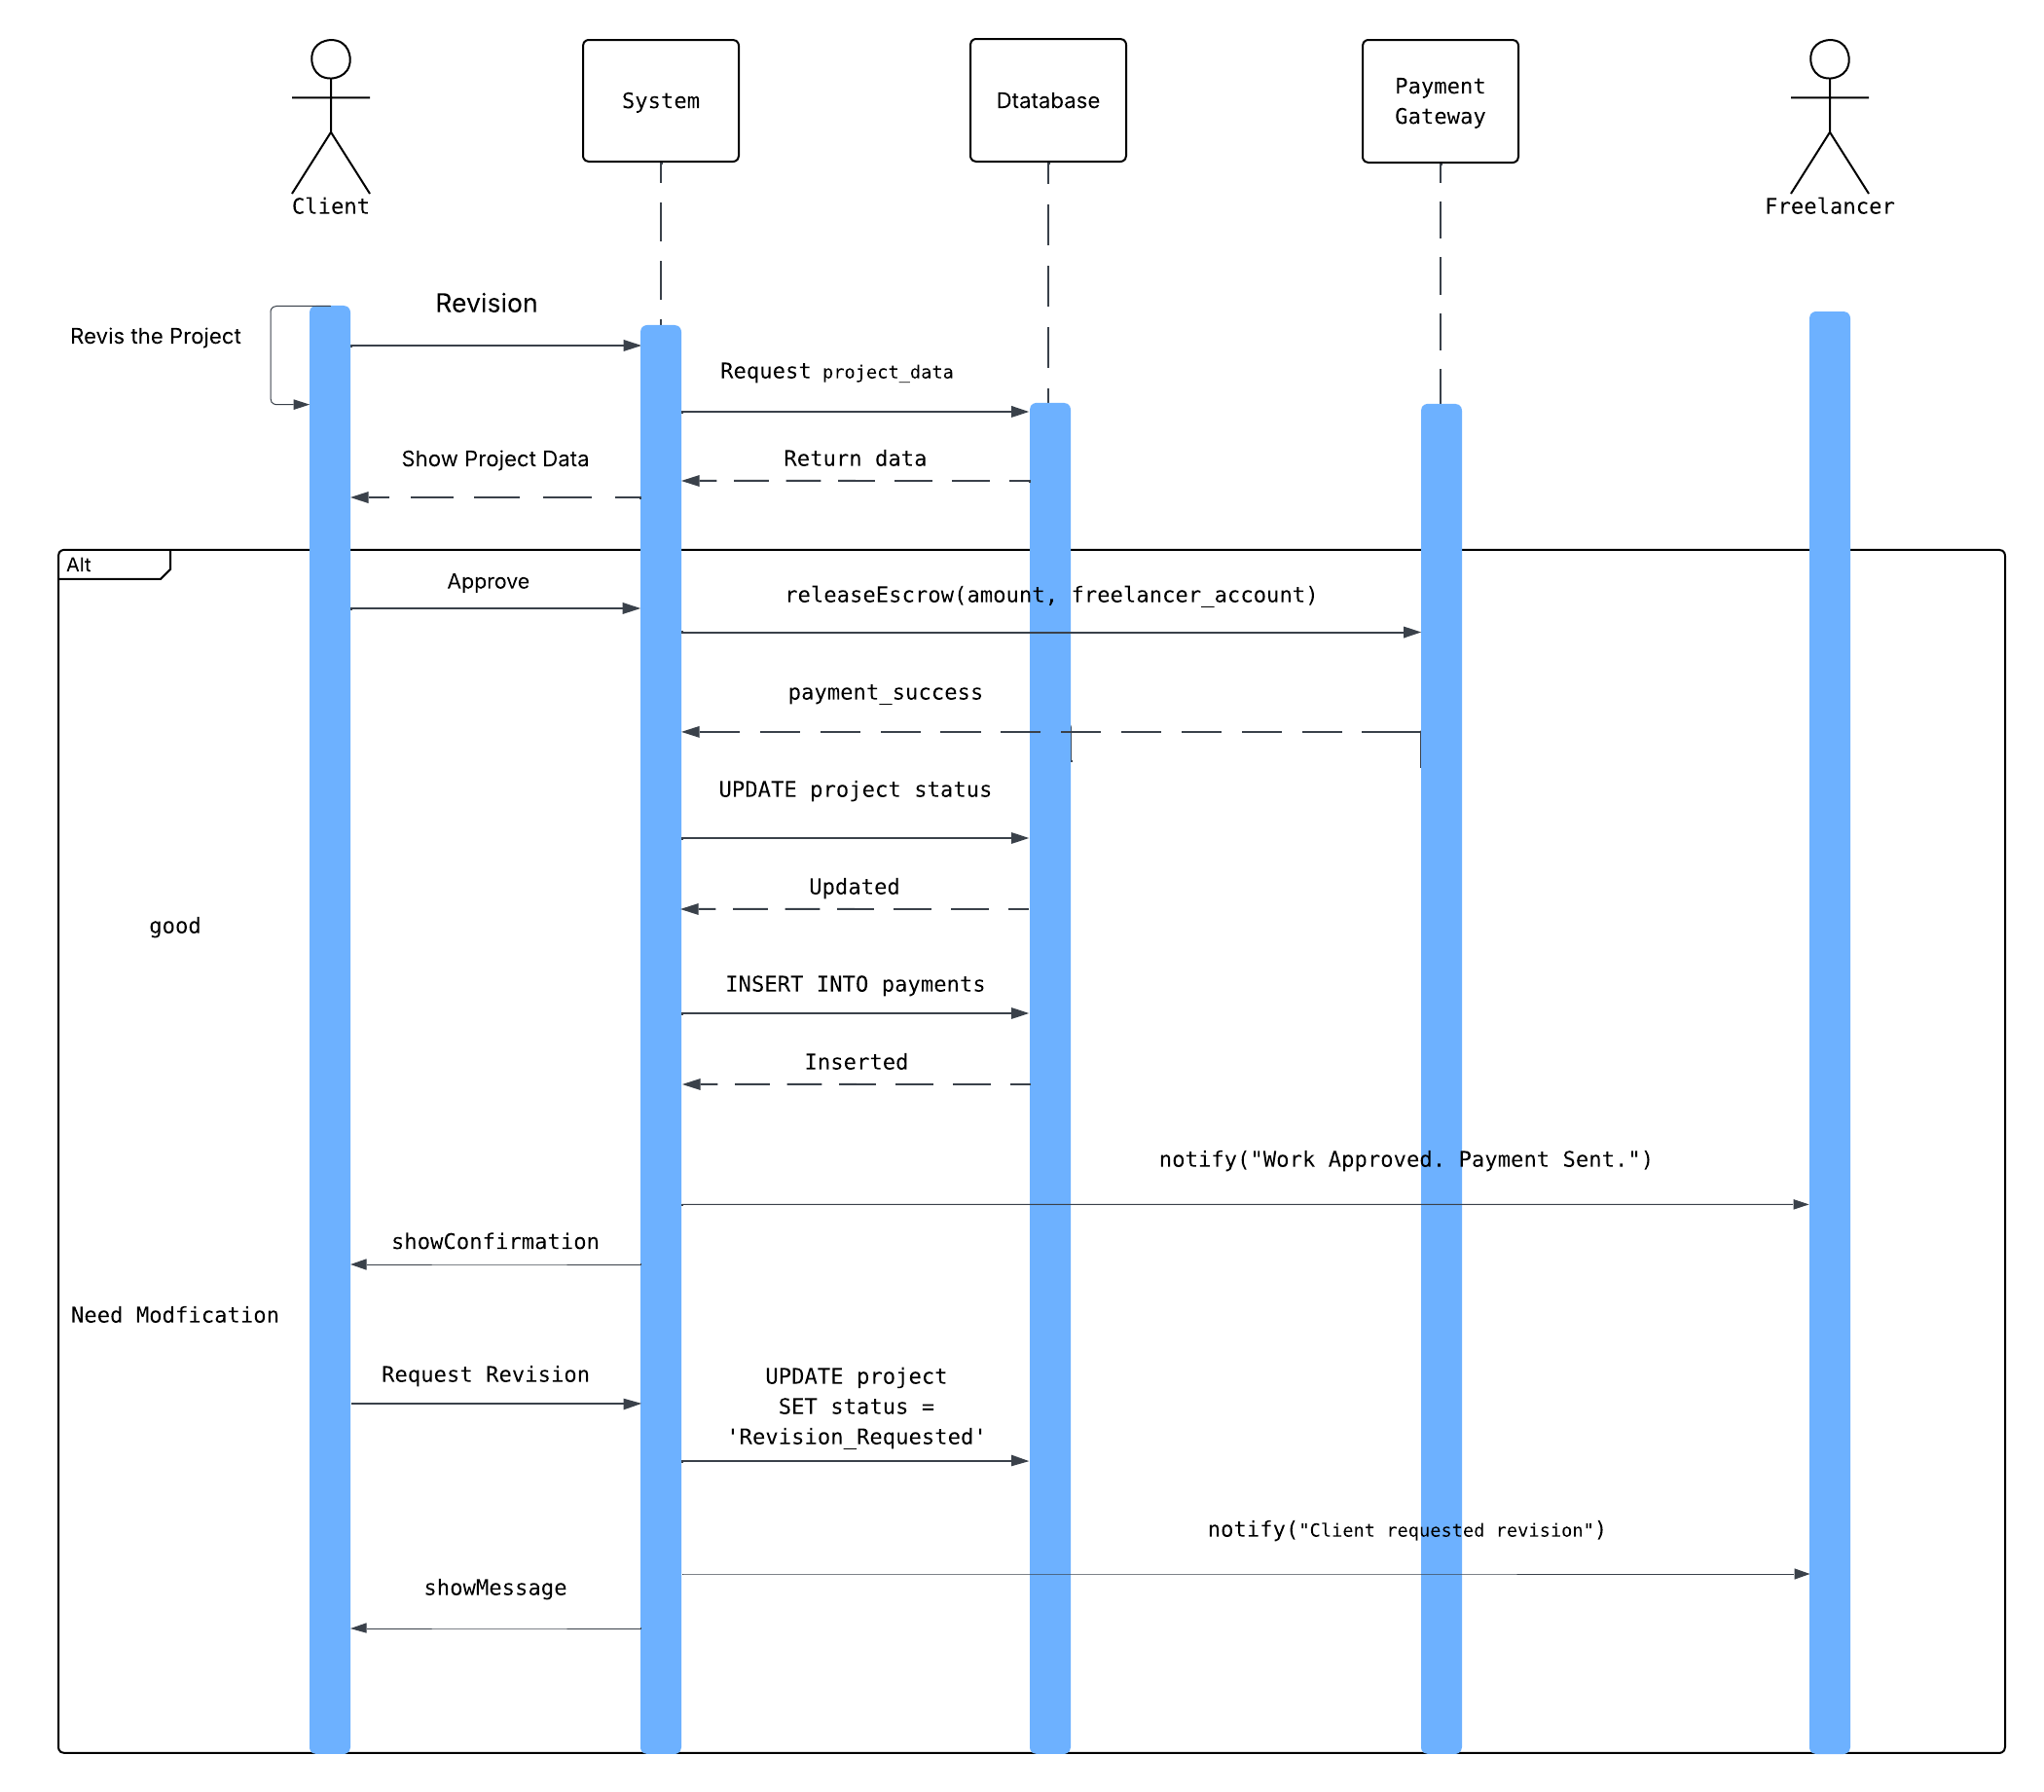 System
Dtatabase
Payment
Gateway
Client
Freelancer
Revision
Revis the Project
Request project_data
Show Project Data
Return data
Alt
Approve
releaseEscrow(amount, freelancer_account)
payment_success
UPDATE project status
Updated
good
INSERT INTO payments
Inserted
notify("Work Approved. Payment Sent.")
showConfirmation
Need Modfication
Request Revision
UPDATE project
SET status =
'Revision_Requested'
notify("Client requested revision")
showMessage